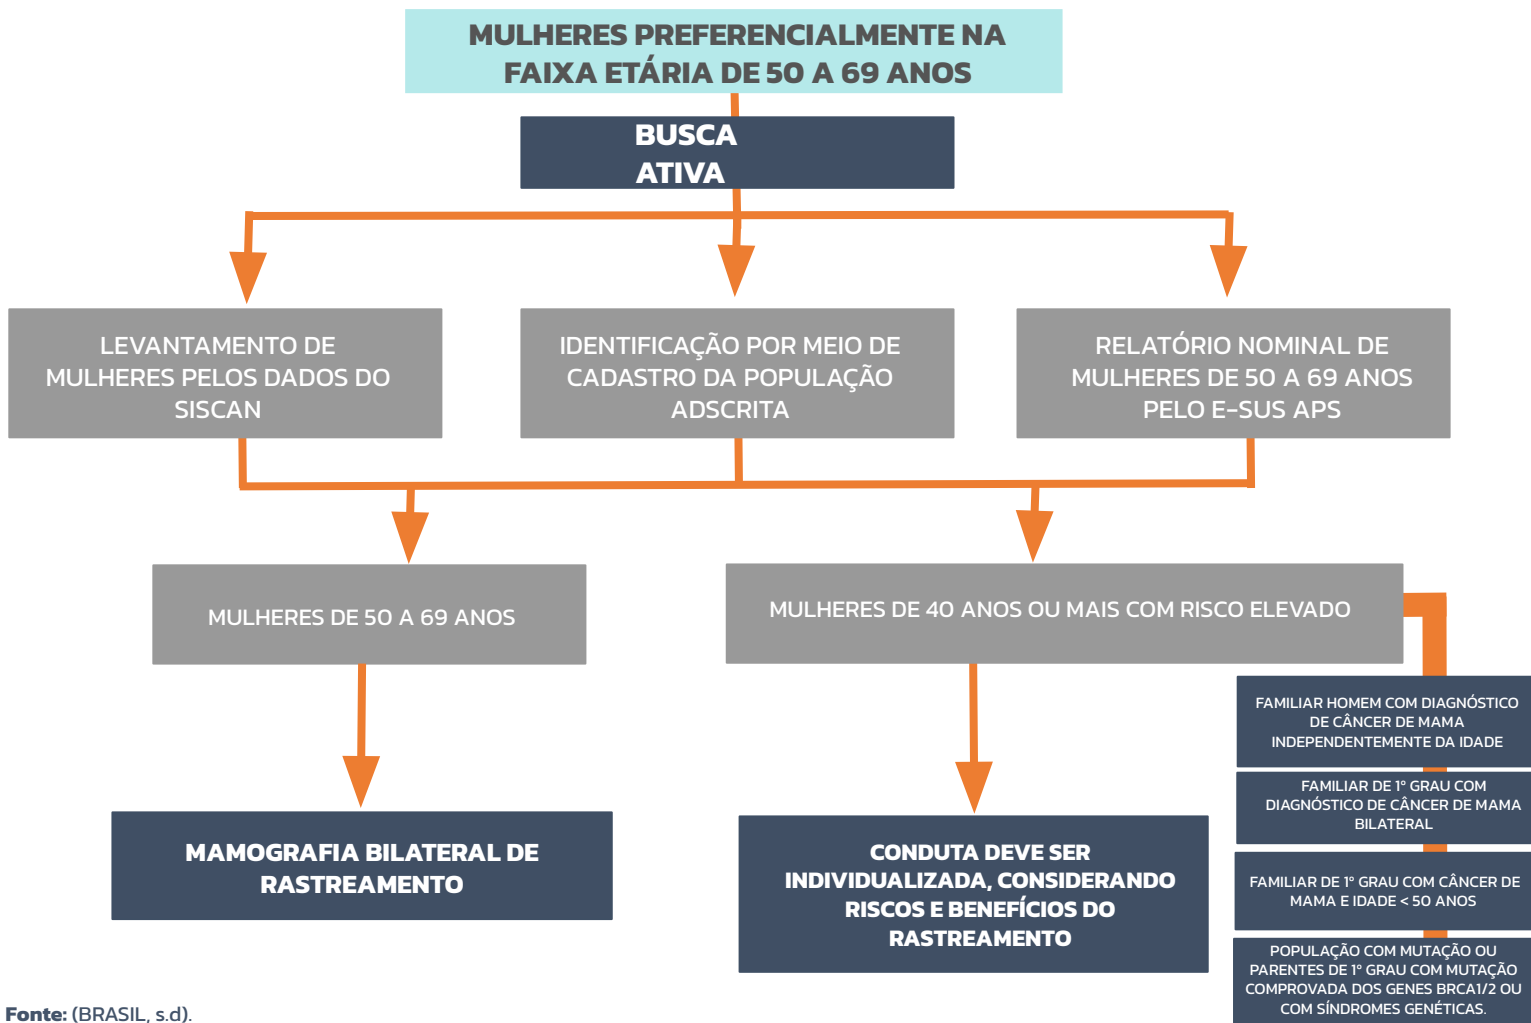 MULHERES PREFERENCIALMENTE NA
FAIXA ETÁRIA DE 50 A 69 ANOS
BUSCA
ATIVA
LEVANTAMENTO DE
MULHERES PELOS DADOS DO
SISCAN
IDENTIFICAÇÃO POR MEIO DE
CADASTRO DA POPULAÇÃO
ADSCRITA
RELATÓRIO NOMINAL DE
MULHERES DE 50 A 69 ANOS
PELO E-SUS APS
MULHERES DE 50 A 69 ANOS
MULHERES DE 40 ANOS OU MAIS COM RISCO ELEVADO
MAMOGRAFIA BILATERAL DE
RASTREAMENTO
CONDUTA DEVE SER
INDIVIDUALIZADA, CONSIDERANDO
RISCOS E BENEFÍCIOS DO
RASTREAMENTO
FAMILIAR HOMEM COM DIAGNÓSTICO
DE CÂNCER DE MAMA
INDEPENDENTEMENTE DA IDADE
FAMILIAR DE 1º GRAU COM
DIAGNÓSTICO DE CÂNCER DE MAMA
BILATERAL
FAMILIAR DE 1º GRAU COM CÂNCER DE
MAMA E IDADE < 50 ANOS
POPULAÇÃO COM MUTAÇÃO OU
PARENTES DE 1º GRAU COM MUTAÇÃO
COMPROVADA DOS GENES BRCA1/2 OU
COM SÍNDROMES GENÉTICAS.
Fonte: (BRASIL, s.d).